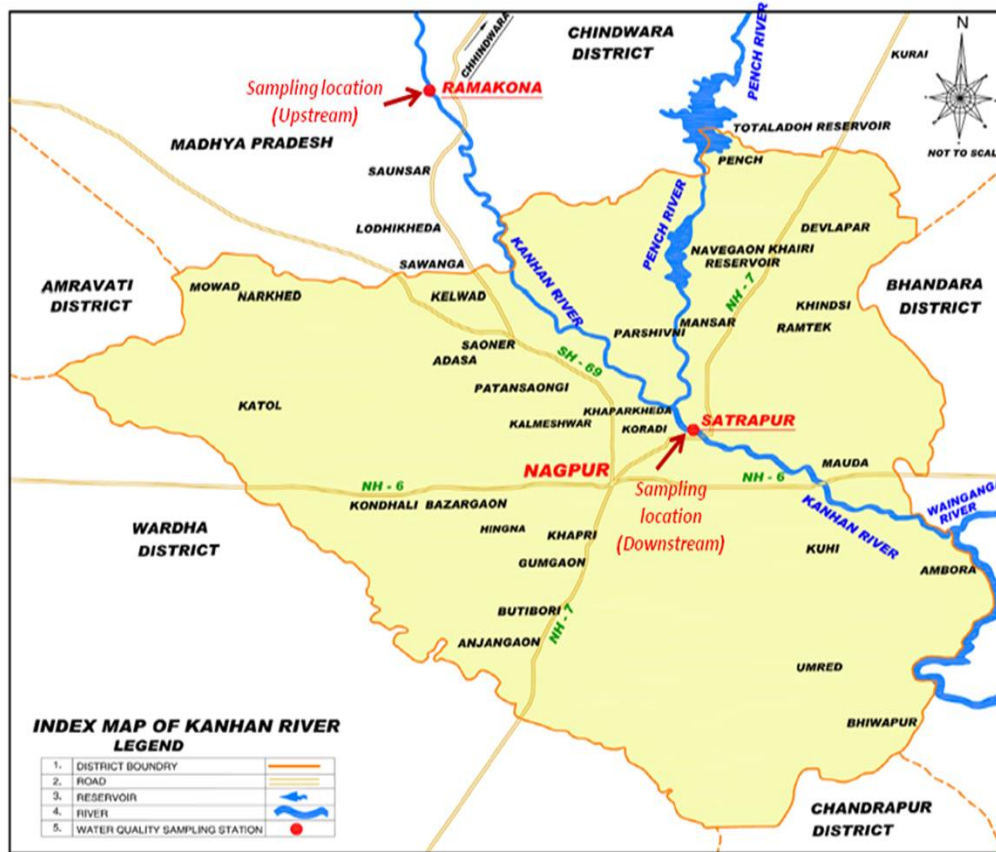 CHINDWARA
DISTRICT
CHHINDWARA
PENCH RIVER
KURAI
N
NOT TO SCAL
Sampling location
(Upstream)
RAMAKONA
MADHYA PRADESH
TOTALADOH RESERVOIR
PENCH
SAUNSAR
LODHIKHEDA
SAWANGA
KANHAN RIVER
PENCH RIVER
DEVLAPAR
NAVEGAON KHAIRI
RESERVOIR
NH - 7
AMRAVATI
DISTRICT
MOWAD
NARKHED
KELWAD
BHANDARA
DISTRICT
KHINDSI
RAMTEK
PARSHIVNI
MANSAR
SAONER
ADASA
SH - 69
PATANSAONGI
KATOL
KALMESHWAR
KHAPARKHEDA
KORADI
SATRAPUR
NAGPUR
MAUDA
NH - 6
NH - 6
Sampling
location
(Downstream)
KONDHALI
BAZARGAON
HINGNA
KHAPRI
GUMGAON
KANHAN RIVER
WAINGANGA
RIVER
WARDHA
DISTRICT
KUHI
AMBORA
BUTIBORI
NH - 7
ANJANGAON
UMRED
BHIWAPUR
INDEX MAP OF KANHAN RIVER
LEGEND
1. DISTRICT BOUNDRY
2. ROAD
3. RESERVOIR
4. RIVER
5. WATER QUALITY SAMPLING STATION
CHANDRAPUR
DISTRICT